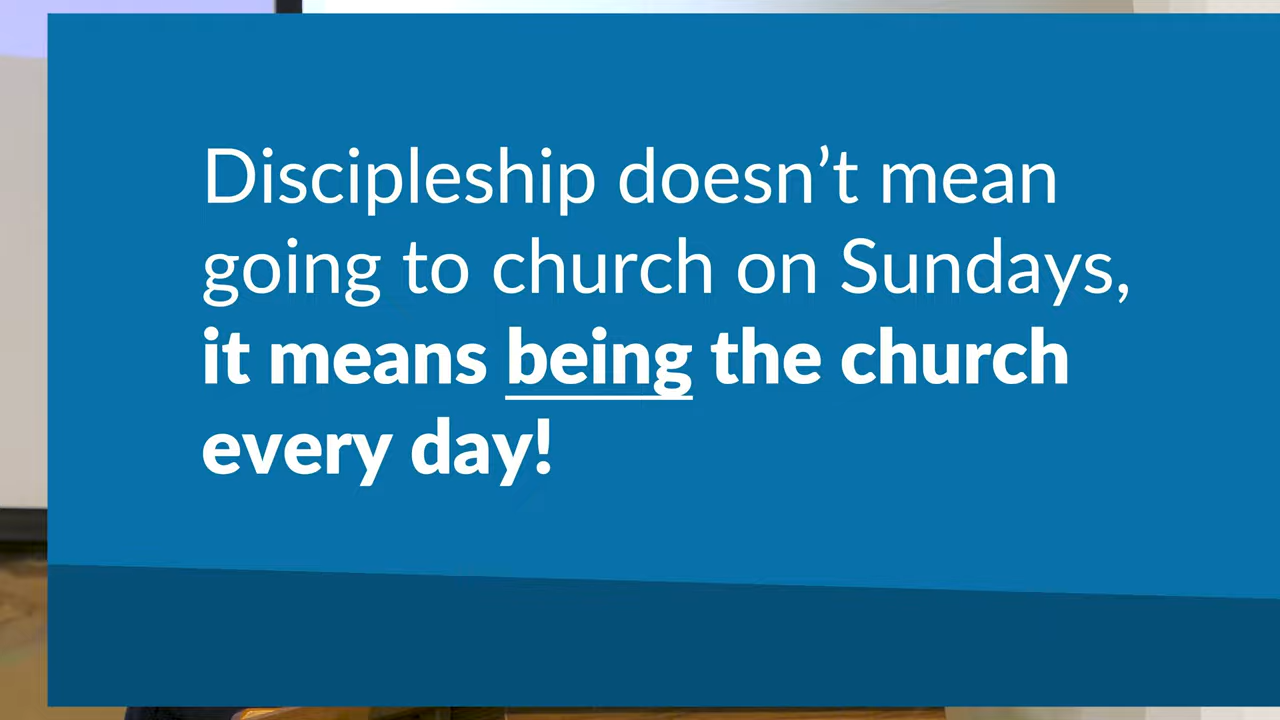 Discipleship doesn’t mean
going to church on Sundays,
it means being the church
every day!